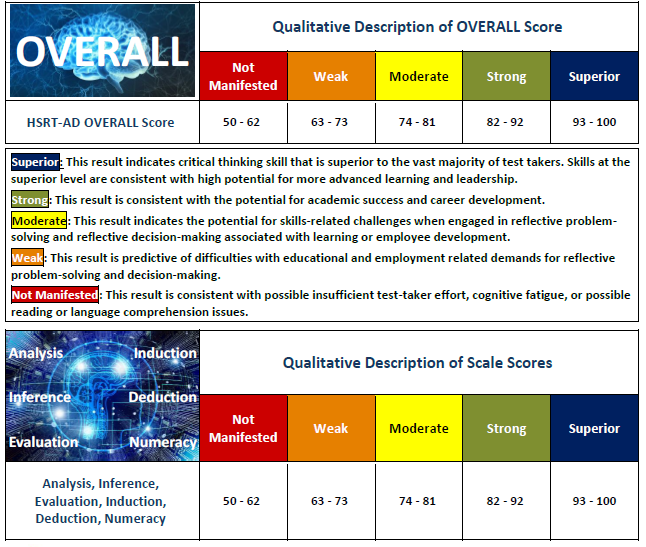 OVERALL
Qualitative Description of OVERALL Score
Not
Manifested
Weak
Moderate
Strong
Superior
HSRT-AD OVERALL Score
50 - 62
63 - 73
74 - 81
82 - 92
93 - 100
Superior: This result indicates critical thinking skill that is superior to the vast majority of test takers. Skills at the
superior level are consistent with high potential for more advanced learning and leadership.
Strong: This result is consistent with the potential for academic success and career development.
Moderate: This result indicates the potential for skills-related challenges when engaged in reflective problem-
solving and reflective decision-making associated with learning or employee development.
Weak: This result is predictive of difficulties with educational and employment related demands for reflective
problem-solving and decision-making.
Not Manifested: This result is consistent with possible insufficient test-taker effort, cognitive fatigue, or possible
reading or language comprehension issues.
Analysis
Induction
Inference
Deduction
Evaluation
Numeracy
Qualitative Description of Scale Scores
Not
Manifested
Weak
Moderate
Strong
Superior
Analysis, Inference,
Evaluation, Induction,
Deduction, Numeracy
50 - 62
63 - 73
74 - 81
82 - 92
93 - 100